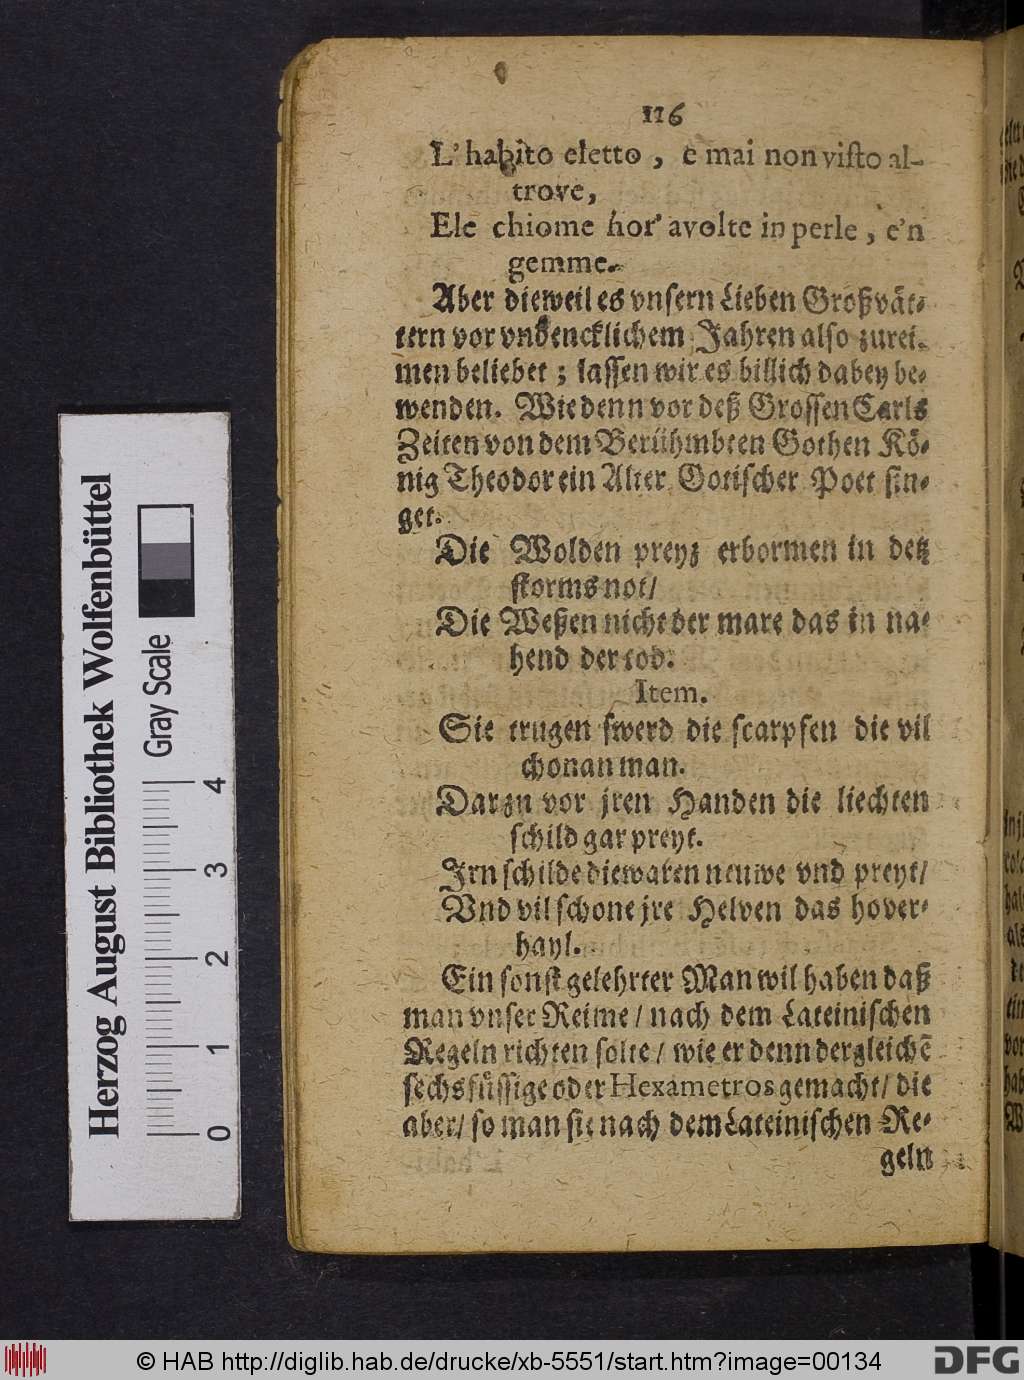 116
L'habito eletto, e mai non visto al-
trove,
Ele chiome hor' avolte in perle, e'n
gemme.
Aber dieweil es vnsern Lieben Großvät-
tern vor vndencklichem Jahren also zurei-
men beliebet; lassen wir es billich dabey be-
wenden. Wie denn vor deß Grossen Carls
Zeiten von dem Berühmbten Gothen Kö-
nig Theodor ein Alter Gotischer Poet sin-
get.
Die Wolden preyz erbormen in detz
storms not/
Die Weßen nicht der mare das in na-
hend der tod.
Item.
Sie trugen swerd die scarpfen die vil
chonan man.
Darzu vor jren Handen die liechten
schild gar preyt.
Irn schilde die waren neuwe vnd preyt/
Vnd vil schone jre Helven das hover-
hayl.
Ein sonst gelehrter Man wil haben daß
man vnser Reime/ nach dem Lateinischen
Regeln richten solte/ wie er denn dergleichẽ
sechsfüssige oder Hexametros gemacht/ die
aber/ so man sie nach dem Lateinischen Re-
geln
Herzog August Bibliothek Wolfenbüttel
Gray Scale
0 1 2 3 4
© HAB http://diglib.hab.de/drucke/xb-5551/start.htm?image=00134
DFG